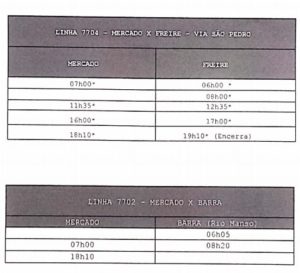 LINHA 7704 - MERCADO X FREIRE - VIA SÃO PEDRO
MERCADO FREIRE
07h00* 06h00 *
08h00*
11h35* 12h35*
16h00* 17h00*
18h10* 19h10* (Encerra)
LINHA 7702 - MERCADO X BARRA
MERCADO BARRA (Rio Manso)
06h05
07h00 08h20
18h10